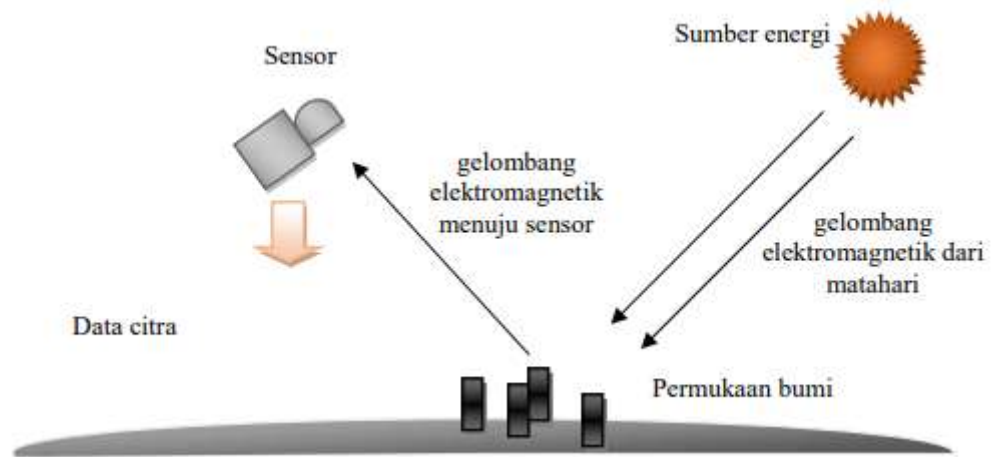 Sumber energi
Sensor
gelombang
elektromagnetik
menuju sensor
gelombang
elektromagnetik dari
matahari
Data citra
Permukaan bumi